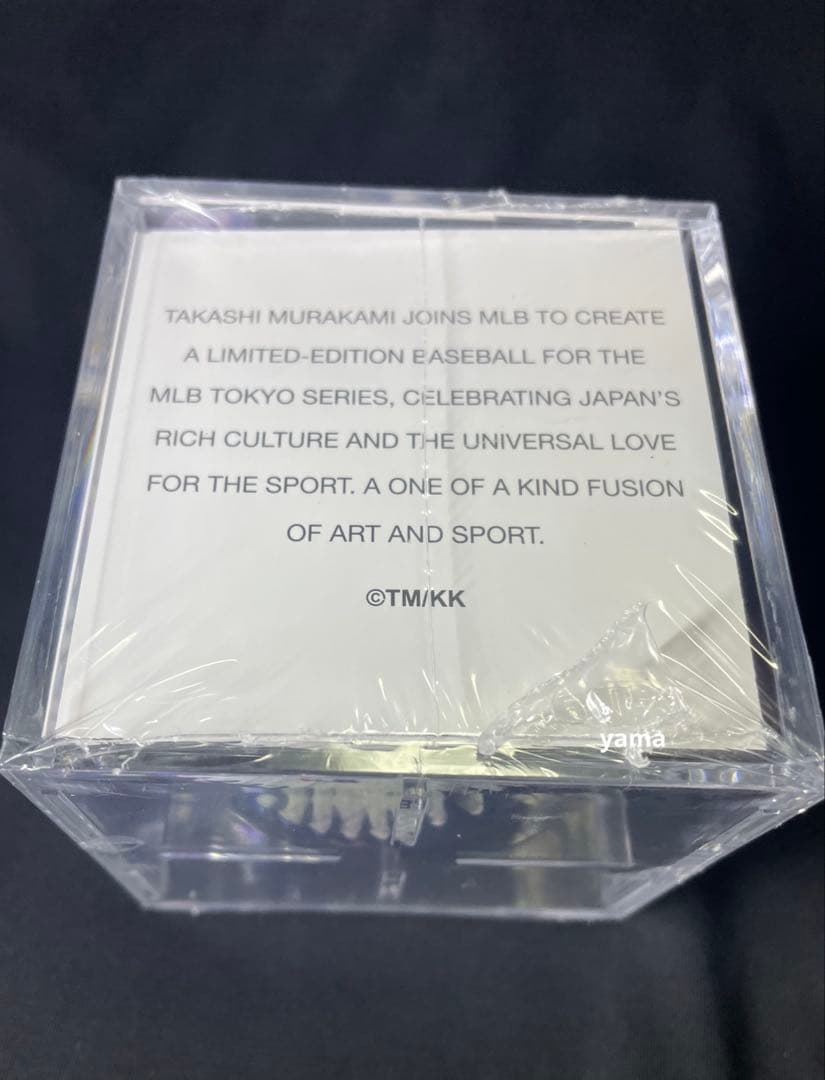 TAKASHI MURAKAMI JOINS MLB TO CREATE
A LIMITED-EDITION BASEBALL FOR THE
MLB TOKYO SERIES, CELEBRATING JAPAN'S
RICH CULTURE AND THE UNIVERSAL LOVE
FOR THE SPORT. A ONE OF A KIND FUSION
OF ART AND SPORT.
©TM/KK
yama